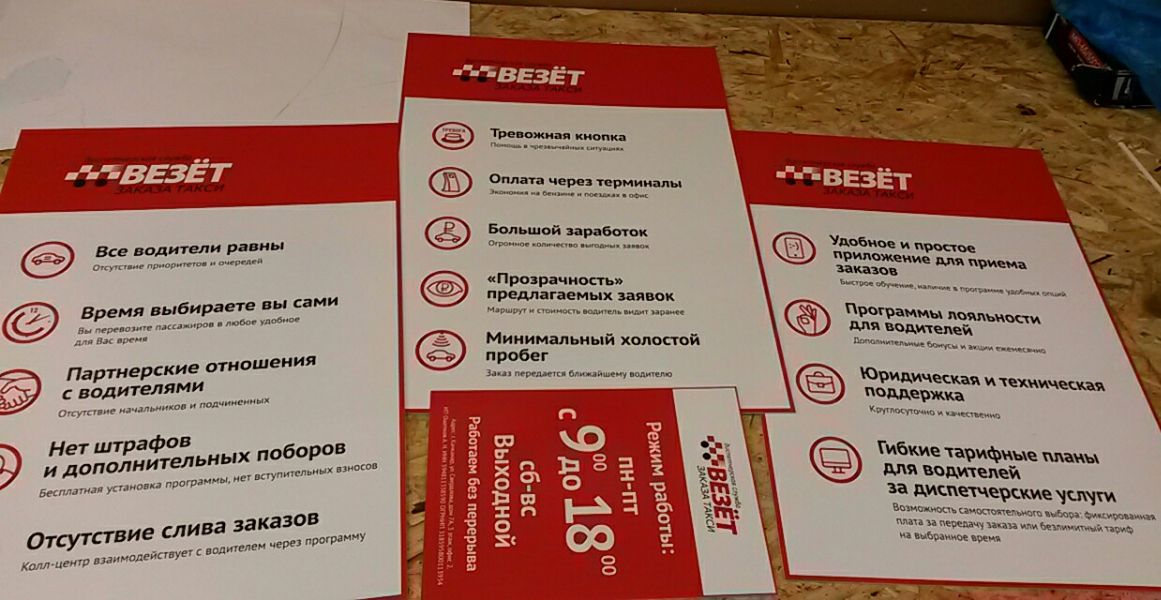 Диспетчерская служба
ВЕЗЁТ
ЗАКАЗА ТАКСИ
Все водители равны
Отсутствие приоритетов и очередей
Время выбираете вы сами
Вы перевозите пассажиров в любое удобное
для Вас время
Партнерские отношения
с водителями
Отсутствие начальников и подчиненных
Нет штрафов
и дополнительных поборов
Бесплатная установка программы, нет вступительных взносов
Отсутствие слива заказов
Колл-центр взаимодействует с водителем через программу
ВЕЗЁТ
ЗАКАЗА ТАКСИ
ТРЕВОГА
Тревожная кнопка
Помощь в чрезвычайных ситуациях
Оплата через терминалы
Экономия на бензине и поездках в офис
Большой заработок
Огромное количество выгодных заявок
«Прозрачность»
предлагаемых заявок
Маршрут и стоимость водитель видит заранее
Минимальный холостой
пробег
Заказ передается ближайшему водителю
Диспетчерская служба
ВЕЗЁТ
ЗАКАЗА ТАКСИ
Режим работы:
пн-пт
с 900 до 1800
сб-вс
Выходной
Работаем без перерыва
Диспетчерская служба
ВЕЗЁТ
ЗАКАЗА ТАКСИ
Удобное и простое
приложение для приема
заказов
Быстрое обучение, наличие в программе удобных опций
Программы лояльности
для водителей
Дополнительные бонусы и акции ежемесячно
Юридическая и техническая
поддержка
Круглосуточно и качественно
Гибкие тарифные планы
для водителей
за диспетчерские услуги
Возможность самостоятельного выбора: фиксированная
плата за передачу заказа или безлимитный тариф
на выбранное время